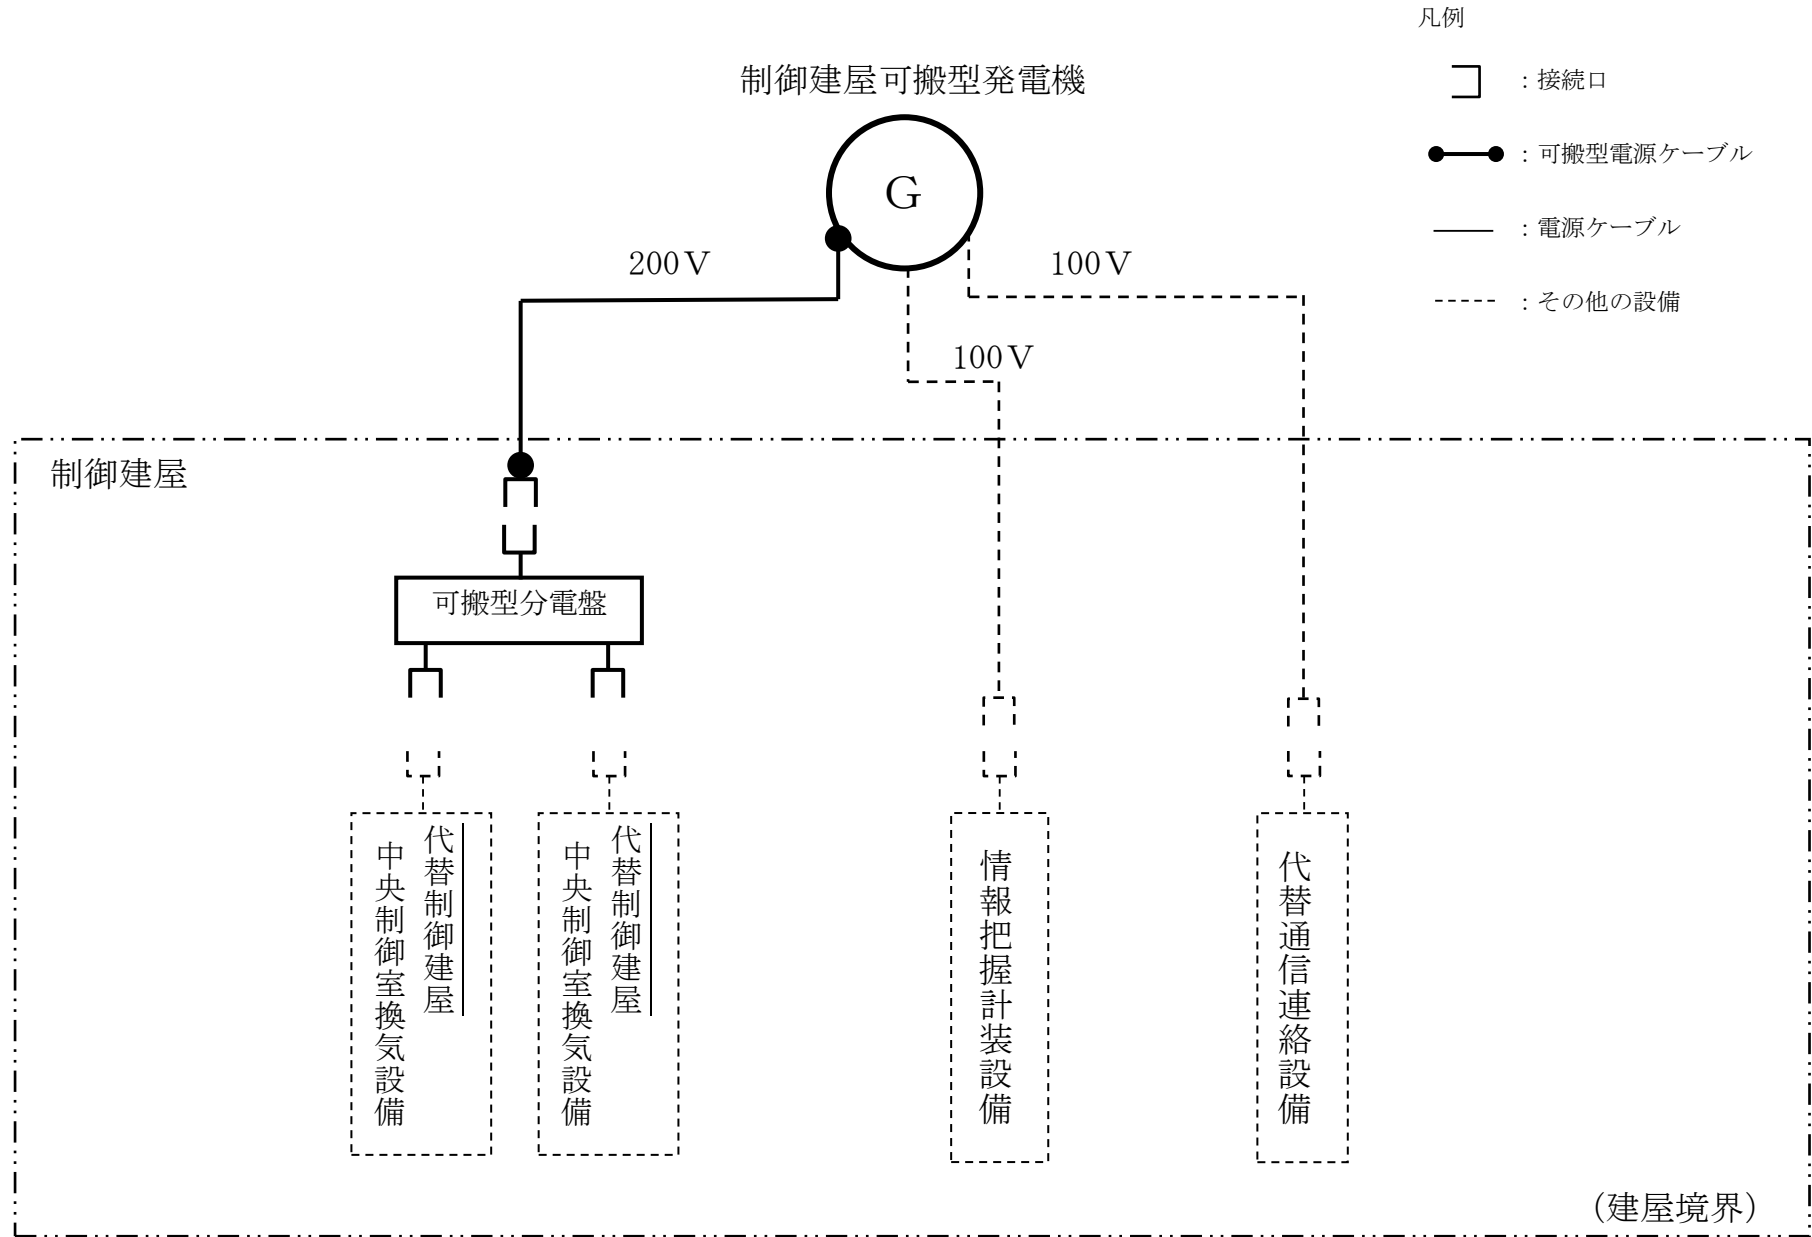 凡例
：接続口
：可搬型電源ケーブル
：電源ケーブル
：その他の設備
制御建屋可搬型発電機
G
200V
100V
100V
制御建屋
可搬型分電盤
代替制御建屋
中央制御室換気設備
代替制御建屋
中央制御室換気設備
情報把握計装設備
代替通信連絡設備
（建屋境界）